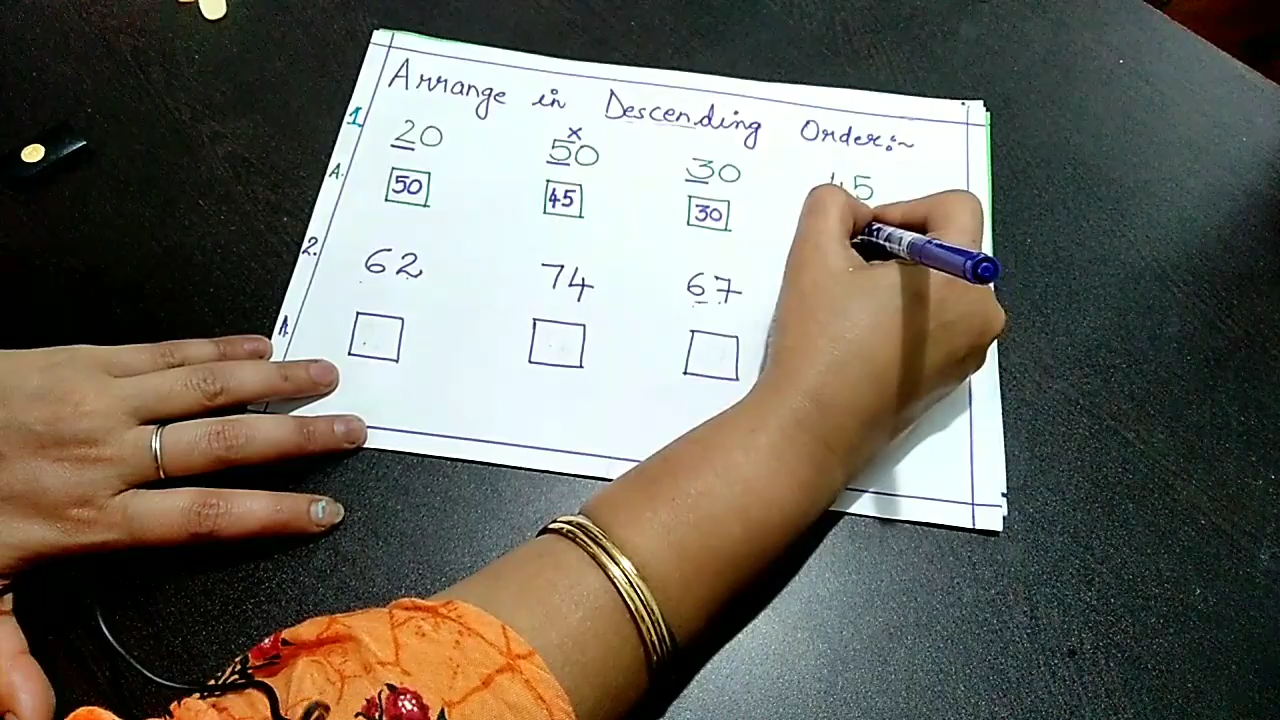 Arrange in Descending Order:~
1. 20 50 x 30 45
A. 50 45 30
2. 62 74 67
A.